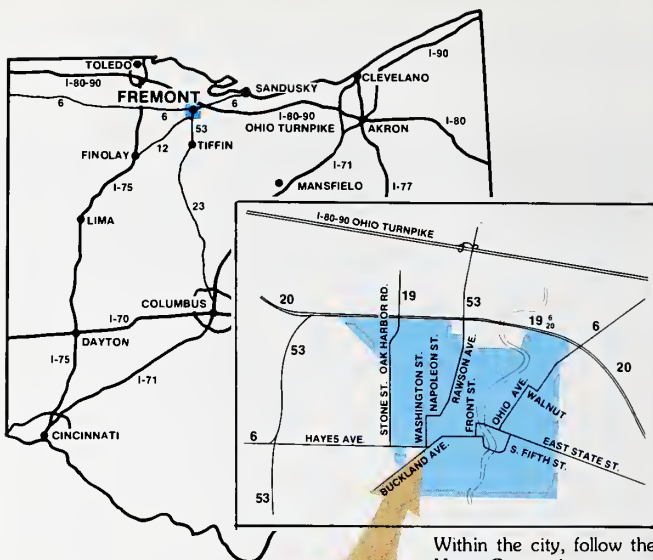 I-90
TOLEDO
CLEVELANO
I-80-90
SANDUSKY
6
FREMONT
6
6
I-80-90
I-80
53
OHIO TURNPIKE
AKRON
12
TIFFIN
FINOLAY
I-71
I-75
MANSFIELO
I-77
23
LIMA
COLUMBUS
I-70
DAYTON
I-75
I-71
CINCINNATI
I-80-90 OHIO TURNPIKE
20
19
53
19 6 20
6
20
53
STONE ST. OAK HARBOR RD.
WASHINGTON ST.
NAPOLEON ST.
RAWSON AVE.
FRONT ST.
OHIO AVE.
WALNUT
6
HAYES AVE.
EAST STATE ST.
S. FIFTH ST.
BUCKLAND AVE.
53
Within the city, follow the